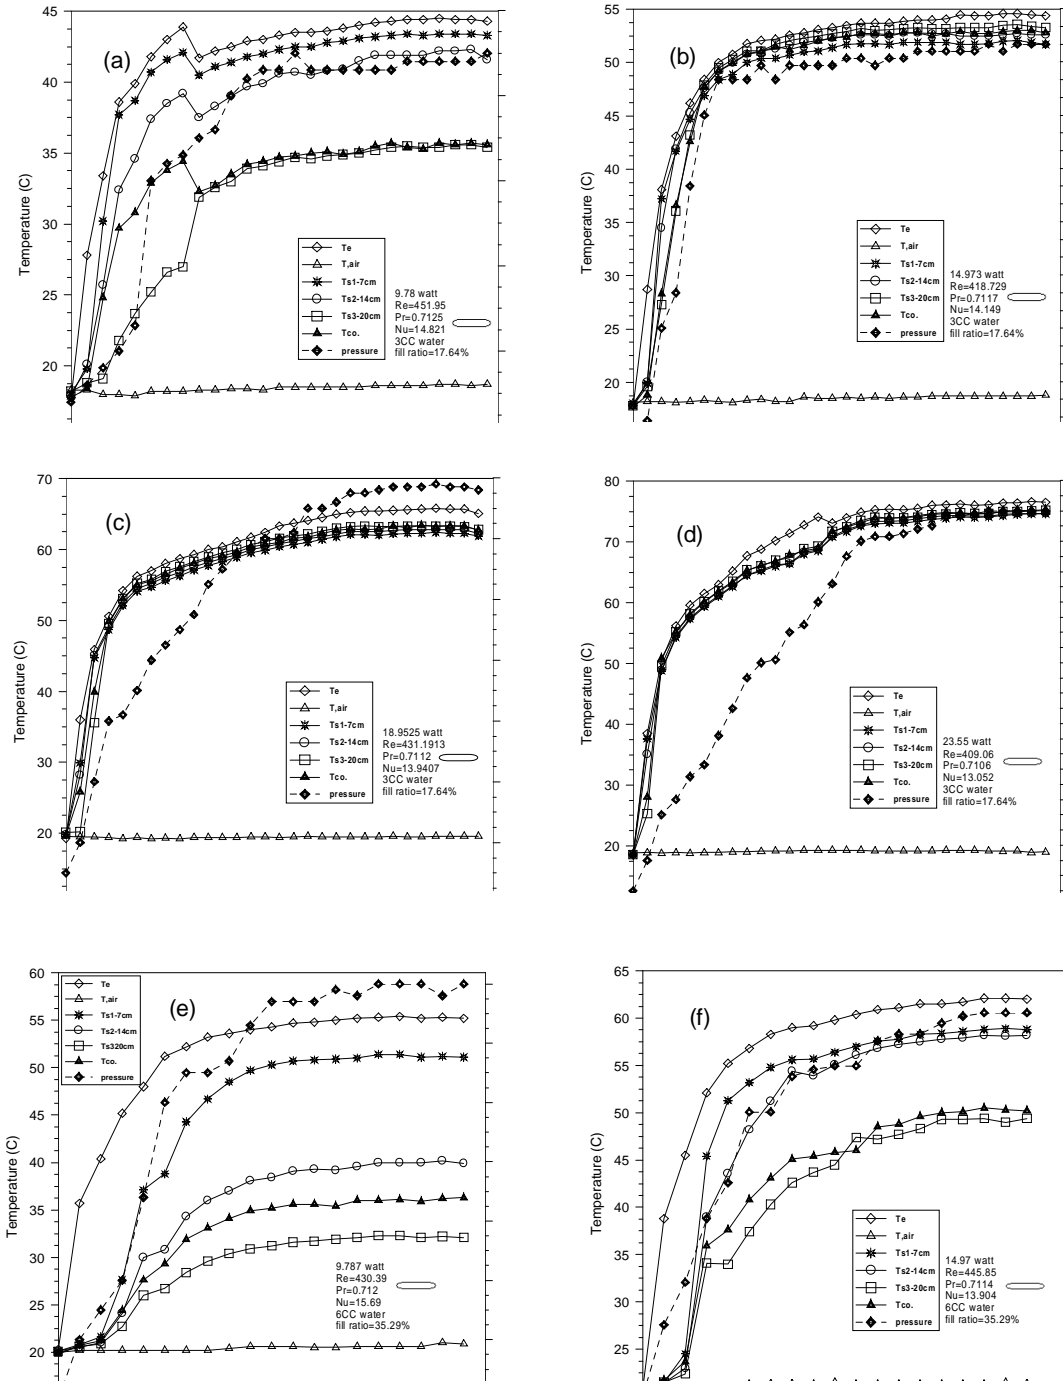 45
40
35
30
25
20
Temperature (C)
(a)
Te
T,air
Ts1-7cm
Ts2-14cm
Ts3-20cm
Tco.
pressure
9.78 watt
Re=451.95
Pr=0.7125
Nu=14.821
3CC water
fill ratio=17.64%
55
50
45
40
35
30
25
20
Temperature (C)
(b)
Te
T,air
Ts1-7cm
Ts2-14cm
Ts3-20cm
Tco.
pressure
14.973 watt
Re=418.729
Pr=0.7117
Nu=14.149
3CC water
fill ratio=17.64%
70
60
50
40
30
20
Temperature (C)
(c)
Te
T,air
Ts1-7cm
Ts2-14cm
Ts3-20cm
Tco.
pressure
18.9525 watt
Re=431.1913
Pr=0.7112
Nu=13.9407
3CC water
fill ratio=17.64%
80
70
60
50
40
30
20
Temperature (C)
(d)
Te
T,air
Ts1-7cm
Ts2-14cm
Ts3-20cm
Tco.
pressure
23.55 watt
Re=409.06
Pr=0.7106
Nu=13.052
3CC water
fill ratio=17.64%
60
55
50
45
40
35
30
25
20
Temperature (C)
(e)
Te
T,air
Ts1-7cm
Ts2-14cm
Ts320cm
Tco.
pressure
9.787 watt
Re=430.39
Pr=0.712
Nu=15.69
6CC water
fill ratio=35.29%
65
60
55
50
45
40
35
30
25
Temperature (C)
(f)
Te
T,air
Ts1-7cm
Ts2-14cm
Ts3-20cm
Tco.
pressure
14.97 watt
Re=445.85
Pr=0.7114
Nu=13.904
6CC water
fill ratio=35.29%